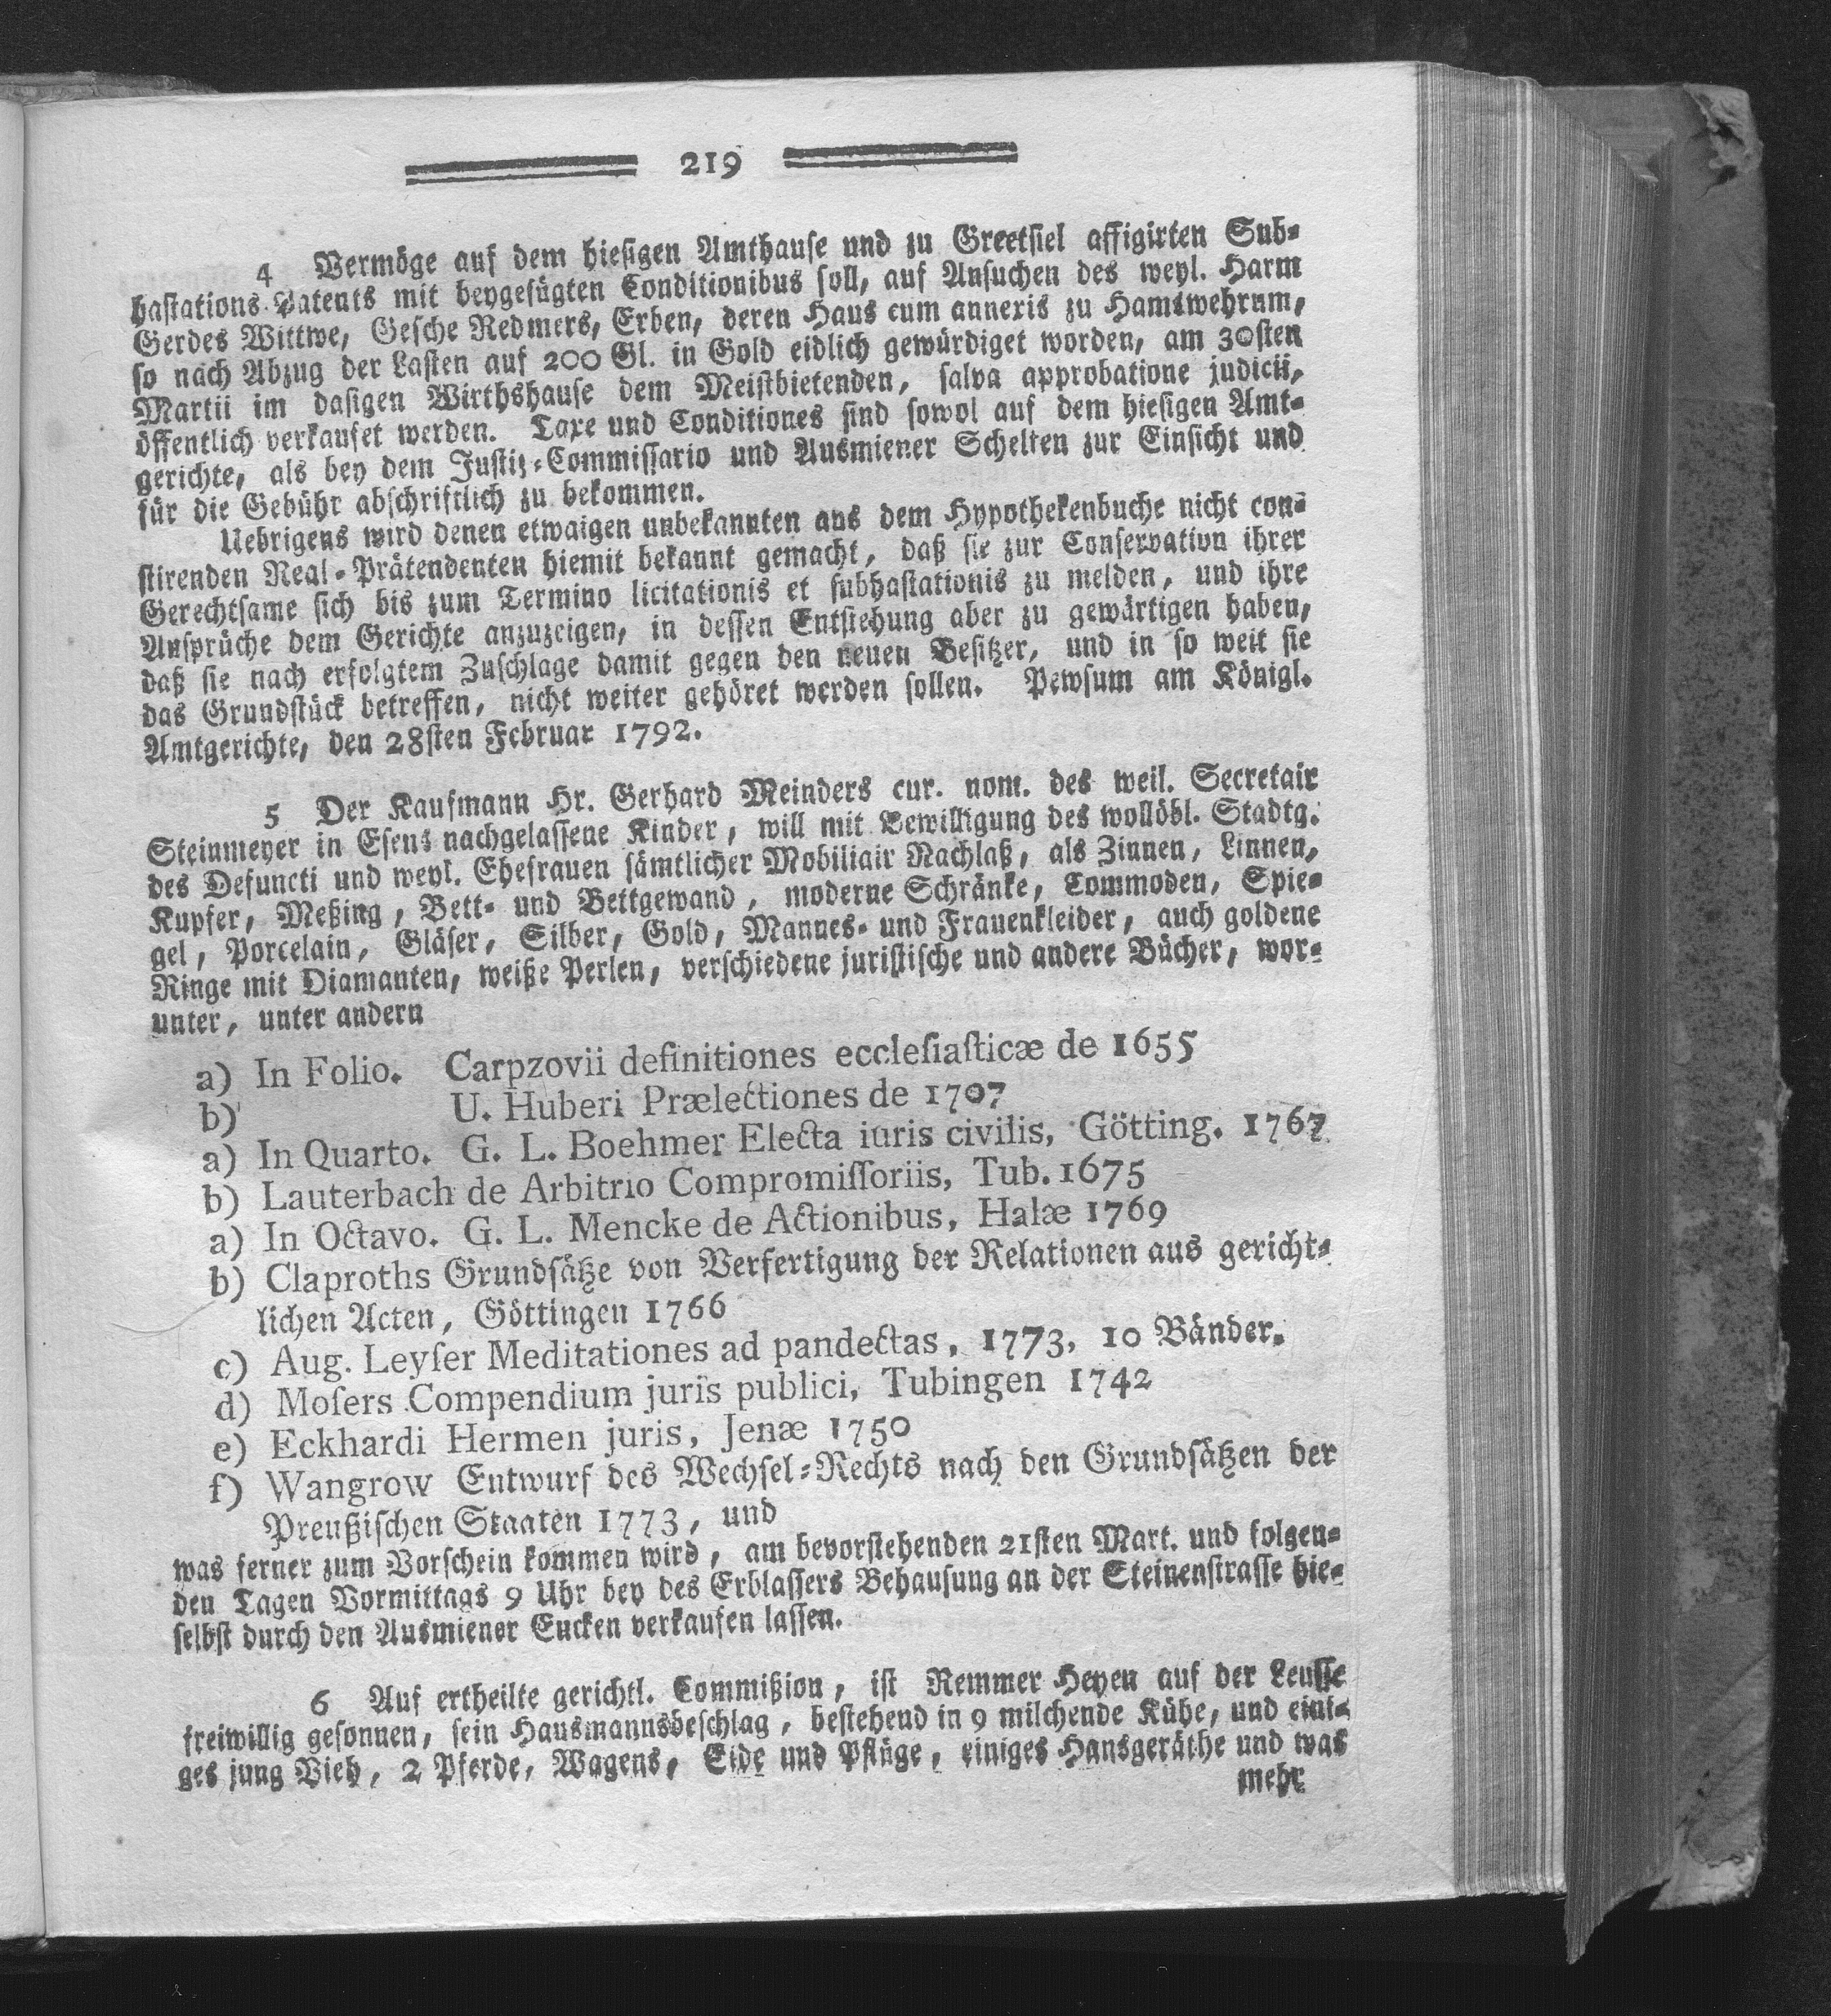 219
4 Vermöge auf dem hiesigen Amthause und zu Greetsiel affigirten Sub-
hastations-Patents mit beygefügten Conditionibus soll, auf Ansuchen des weyl. Harm
Gerdes Wittwe, Gesche Redmers, Erben, deren Haus cum annexis zu Hamswehrum,
so nach Abzug der Lasten auf 200 Gl. in Gold eidlich gewürdiget worden, am 30sten
Martii im dasigen Wirthshause dem Meistbietenden, salva approbatione judicii,
öffentlich verkaufet werden. Taxe und Conditiones sind sowol auf dem hiesigen Amt-
gerichte, als bey dem Justiz-Commissario und Ausmiener Schelten zur Einsicht und
für die Gebühr abschriftlich zu bekommen.
Uebrigens wird denen etwaigen unbekannten aus dem Hypothekenbuche nicht con-
stirenden Real-Prätendenten hiemit bekannt gemacht, daß sie zur Conservation ihrer
Gerechtsame sich bis zum Termino licitationis et subhastationis zu melden, und ihre
Ansprüche dem Gerichte anzuzeigen, in dessen Entstehung aber zu gewärtigen haben,
daß sie nach erfolgtem Zuschlage damit gegen den neuen Besitzer, und in so weit sie
das Grundstück betreffen, nicht weiter gehöret werden sollen. Pewsum am Königl.
Amtgerichte, den 28sten Februar 1792.
5 Der Kaufmann Hr. Gerhard Meinders cur. nom. des weil. Secretair
Steinmeyer in Esens nachgelassene Kinder, will mit Bewilligung des wollöbl. Stadtg.
des Defuncti und weyl. Ehefrauen sämtlicher Mobiliair Nachlaß, als Zinnen, Linnen,
Kupfer, Meßing, Bett- und Bettgewand, moderne Schränke, Commoden, Spie-
gel, Porcelain, Gläser, Silber, Gold, Mannes- und Frauenkleider, auch goldene
Ringe mit Diamanten, weiße Perlen, verschiedene juristische und andere Bücher, wor-
unter, unter andern
a) In Folio. Carpzovii definitiones ecclesiasticæ de 1655
b) U. Huberi Prælectiones de 1707
a) In Quarto. G. L. Boehmer Electa iuris civilis, Götting. 1767
b) Lauterbach de Arbitrio Compromissoriis, Tub. 1675
a) In Octavo. G. L. Mencke de Actionibus, Halæ 1769
b) Claproths Grundsätze von Verfertigung der Relationen aus gericht-
lichen Acten, Göttingen 1766
c) Aug. Leyser Meditationes ad pandectas, 1773, 10 Bänder.
d) Mosers Compendium juris publici, Tubingen 1742
e) Eckhardi Hermen juris, Jenæ 1750
f) Wangrow Entwurf des Wechsel-Rechts nach den Grundsätzen der
Preußischen Staaten 1773, und
was ferner zum Vorschein kommen wird, am bevorstehenden 21sten Mart. und folgen-
den Tagen Vormittags 9 Uhr bey des Erblassers Behausung an der Steinenstrasse hie-
selbst durch den Ausmiener Eucken verkaufen lassen.
6 Auf ertheilte gerichtl. Commißion, ist Remmer Heyen auf der Leusse
freiwillig gesonnen, sein Hausmannsbeschlag, bestehend in 9 milchende Kühe, und eini-
ges jung Vieh, 2 Pferde, Wagens, Eide und Pflüge, einiges Hausgeräthe und was
mehr